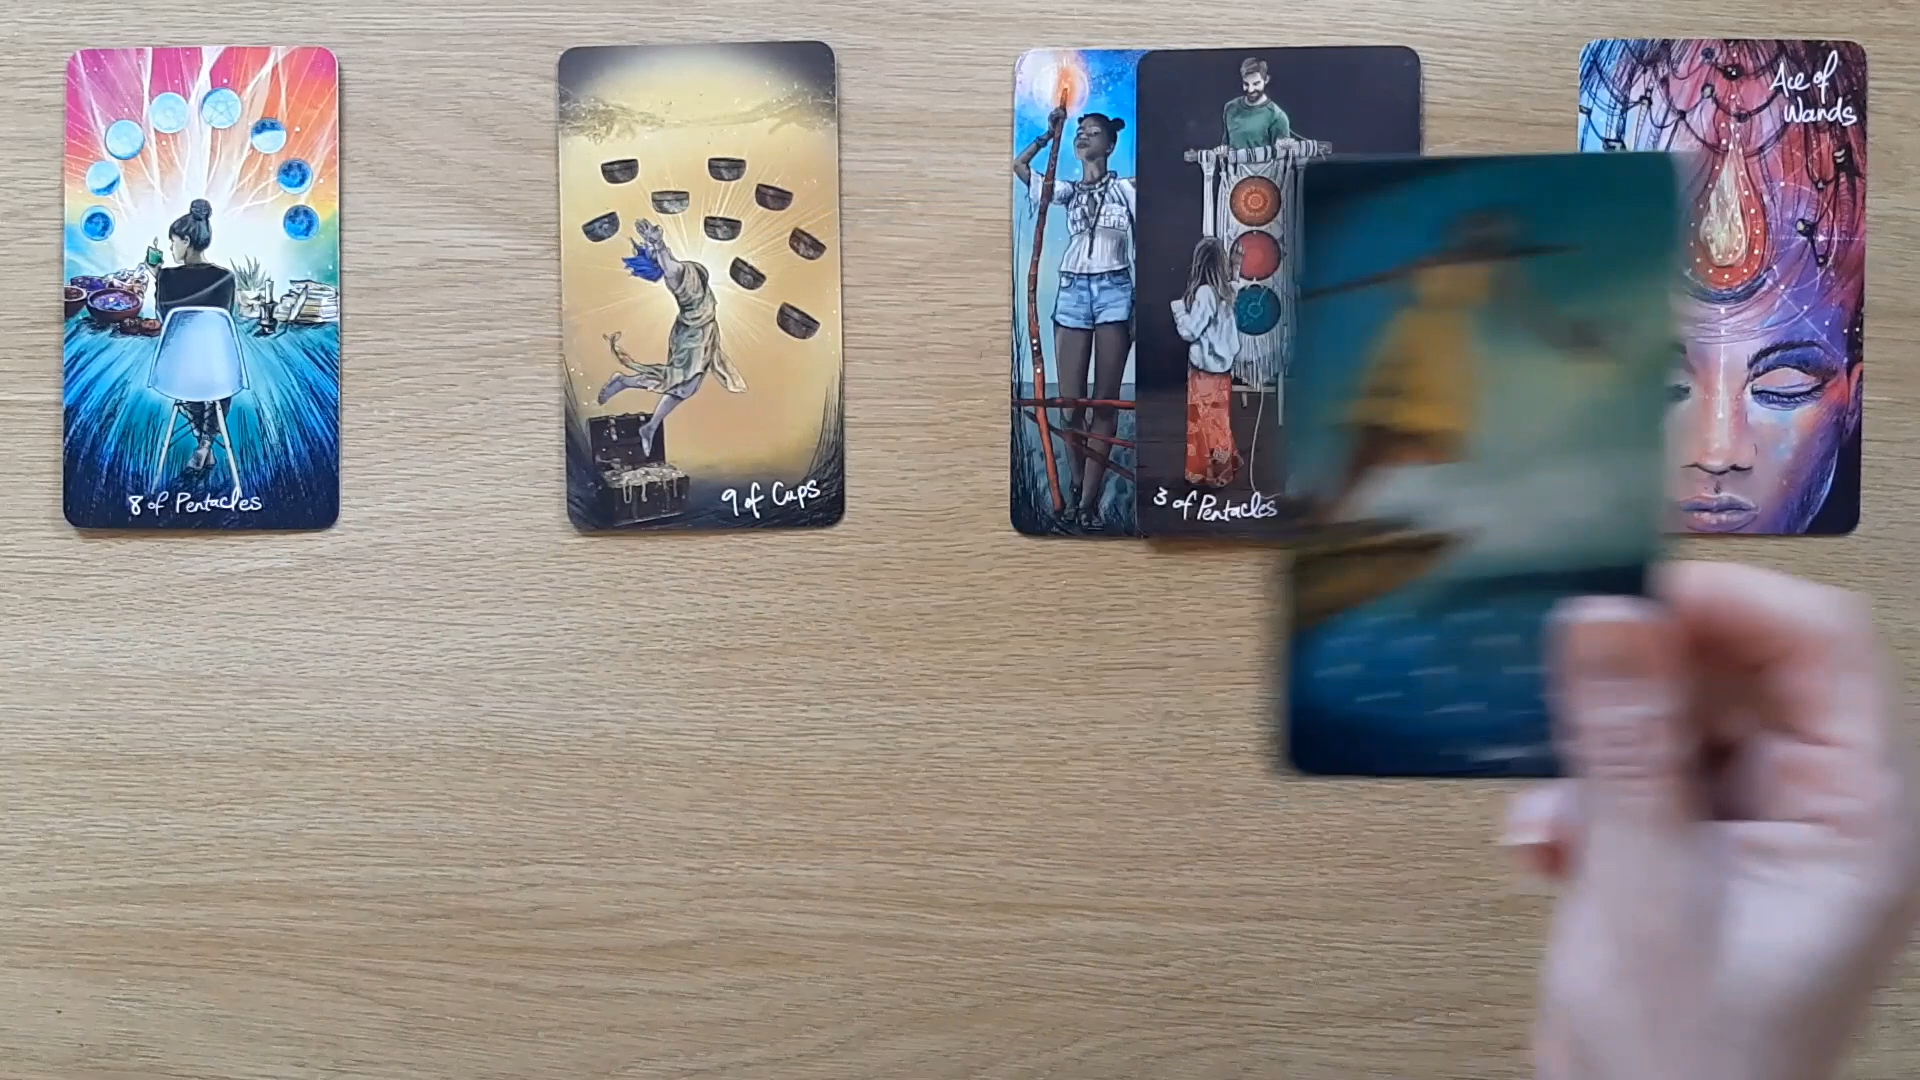 8 of Pentacles
9 of Cups
3 of Pentacles
Ace of
Wands